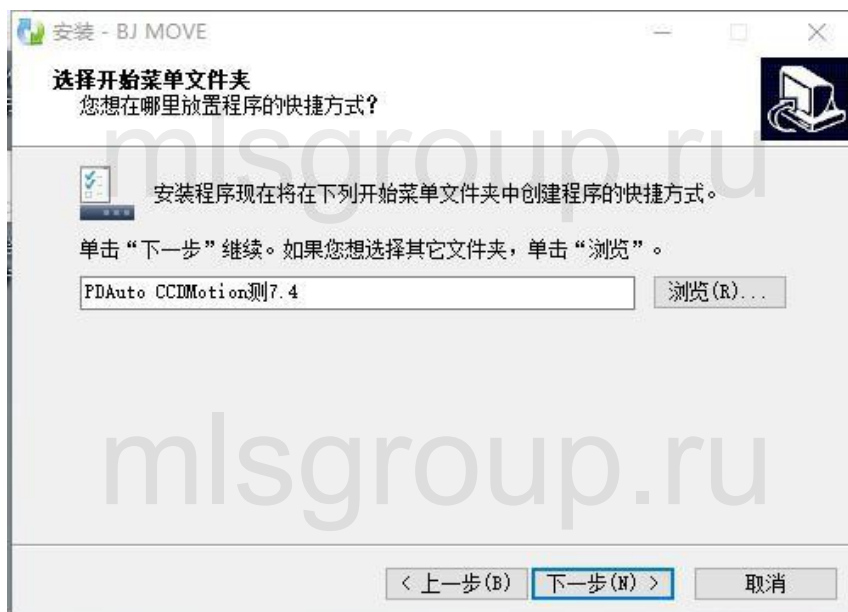 安装 - BJ MOVE
选择开始菜单文件夹
您想在哪里放置程序的快捷方式?
mlsgroup.ru
安装程序现在将在下列开始菜单文件夹中创建程序的快捷方式。
单击“下一步”继续。如果您想选择其它文件夹,单击“浏览”。
PDAuto CCDMotion测7.4
浏览(R)...
mlsgroup.ru
< 上一步(B)
下一步(N) >
取消